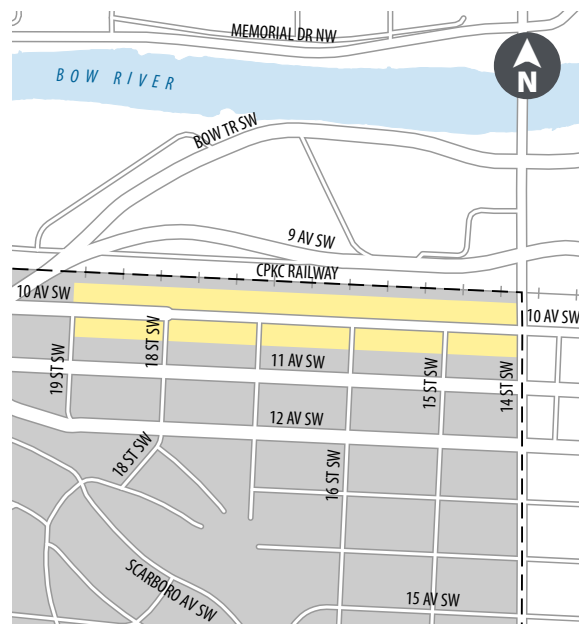 MEMORIAL DR NW
N
BOW RIVER
BOW TR SW
9 AV SW
CPKC RAILWAY
10 AV SW
10 AV SW
18 ST SW
19 ST SW
11 AV SW
15 ST SW
14 ST SW
12 AV SW
18 ST SW
16 ST SW
SCARBORO AV SW
15 AV SW